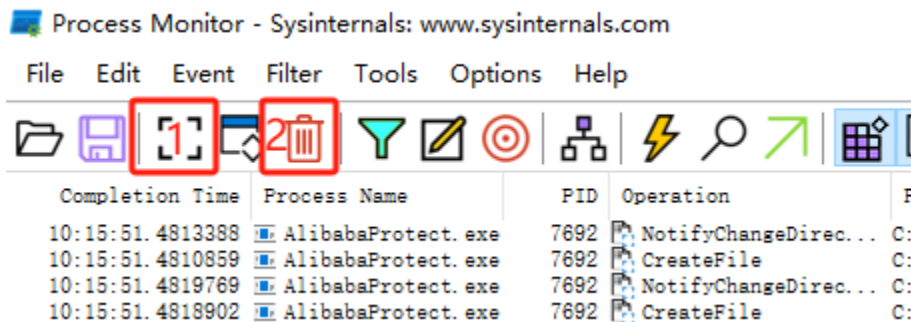 Process Monitor - Sysinternals: www.sysinternals.com
File Edit Event Filter Tools Options Help
1 2
Completion Time Process Name PID Operation
10:15:51.4813388 AlibabaProtect.exe 7692 NotifyChangeDirec... C:
10:15:51.4810859 AlibabaProtect.exe 7692 CreateFile C:
10:15:51.4819769 AlibabaProtect.exe 7692 NotifyChangeDirec... C:
10:15:51.4818902 AlibabaProtect.exe 7692 CreateFile C: